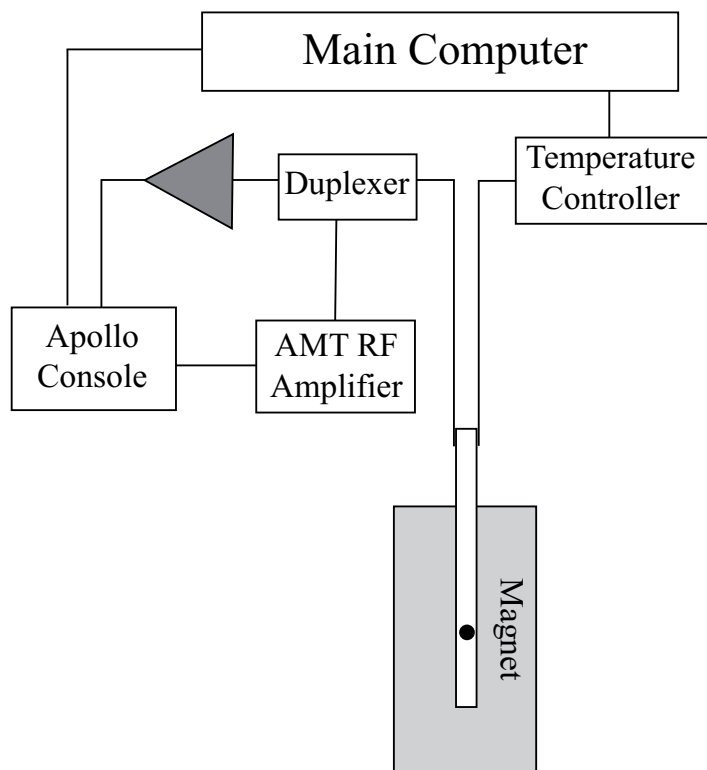 Main Computer
Temperature
Controller
Duplexer
Apollo
Console
AMT RF
Amplifier
Magnet